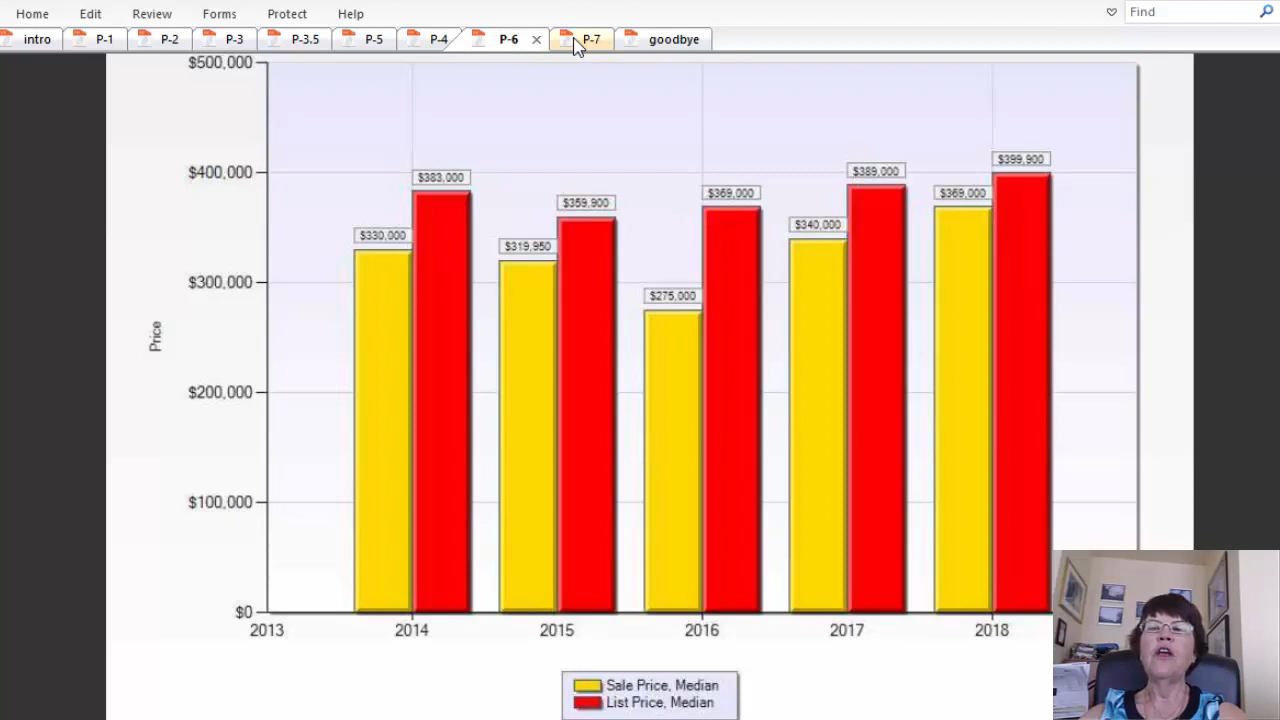 Home Edit Review Forms Protect Help Find
intro P-1 P-2 P-3 P-3.5 P-5 P-4 P-6 P-7 goodbye
$500,000
$400,000
$300,000
$200,000
$100,000
$0
Price
$330,000
$383,000
$319,950
$359,900
$275,000
$369,000
$340,000
$389,000
$369,000
$399,900
2013 2014 2015 2016 2017 2018
Sale Price, Median
List Price, Median